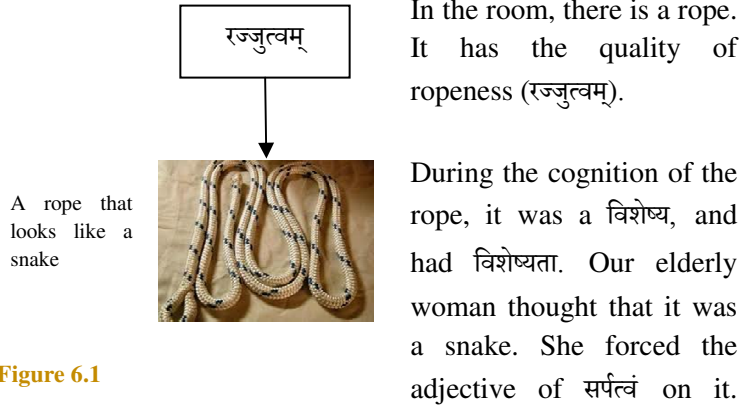 रज्जुत्वम्
A rope that
looks like a
snake
Figure 6.1
In the room, there is a rope.
It has the quality of
ropeness (रज्जुत्वम्).
During the cognition of the
rope, it was a विशेष्य, and
had विशेष्यता. Our elderly
woman thought that it was
a snake. She forced the
adjective of सर्पत्वं on it.